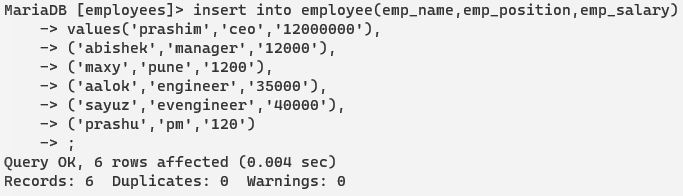 MariaDB [employees]> insert into employee(emp_name,emp_position,emp_salary)
-> values('prashim','ceo','12000000'),
-> ('abishek','manager','12000'),
-> ('maxy','pune','1200'),
-> ('aalok','engineer','35000'),
-> ('sayuz','evengineer','40000'),
-> ('prashu','pm','120')
-> ;
Query OK, 6 rows affected (0.004 sec)
Records: 6  Duplicates: 0  Warnings: 0